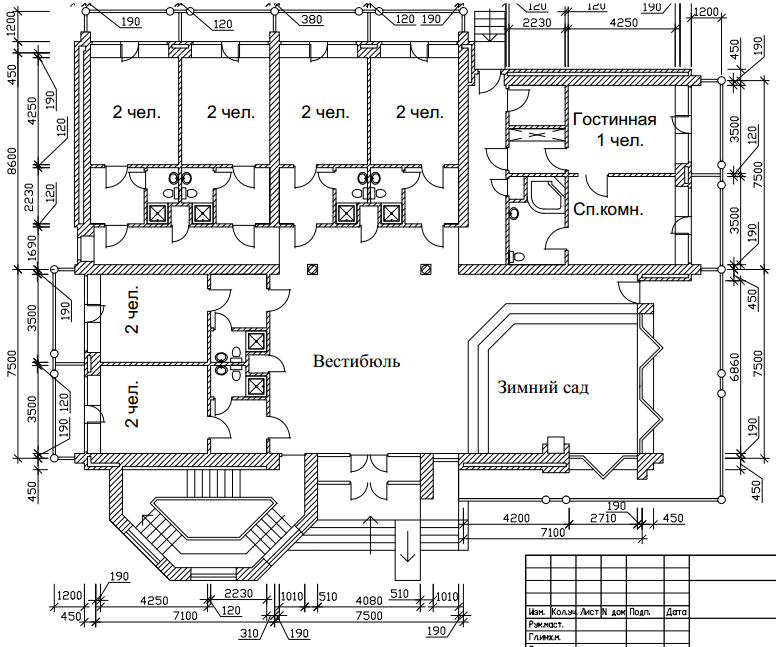 120 120
190 380 190 2230 4250 190 1200
1200 120 120
450 450 190
2 чел. 2 чел. 2 чел. 2 чел.
Гостинная
1 чел.
4250 190 3500 120
120
8600 7500
2230 120
Сп.комн.
3500
1690 190
190 450
3500 2 чел.
7500
Вестибюль
6860
Зимний сад
120
3500 2 чел.
190 190
450 450
190
4200 2710 450
7100
190
1200 4250 2230 1010 510 4080 510 1010
450 7100 120 7500
310 190 190
Изм. Кол.уч. Лист N док Подп. Дата
Рук.маст.
Гл.инж.